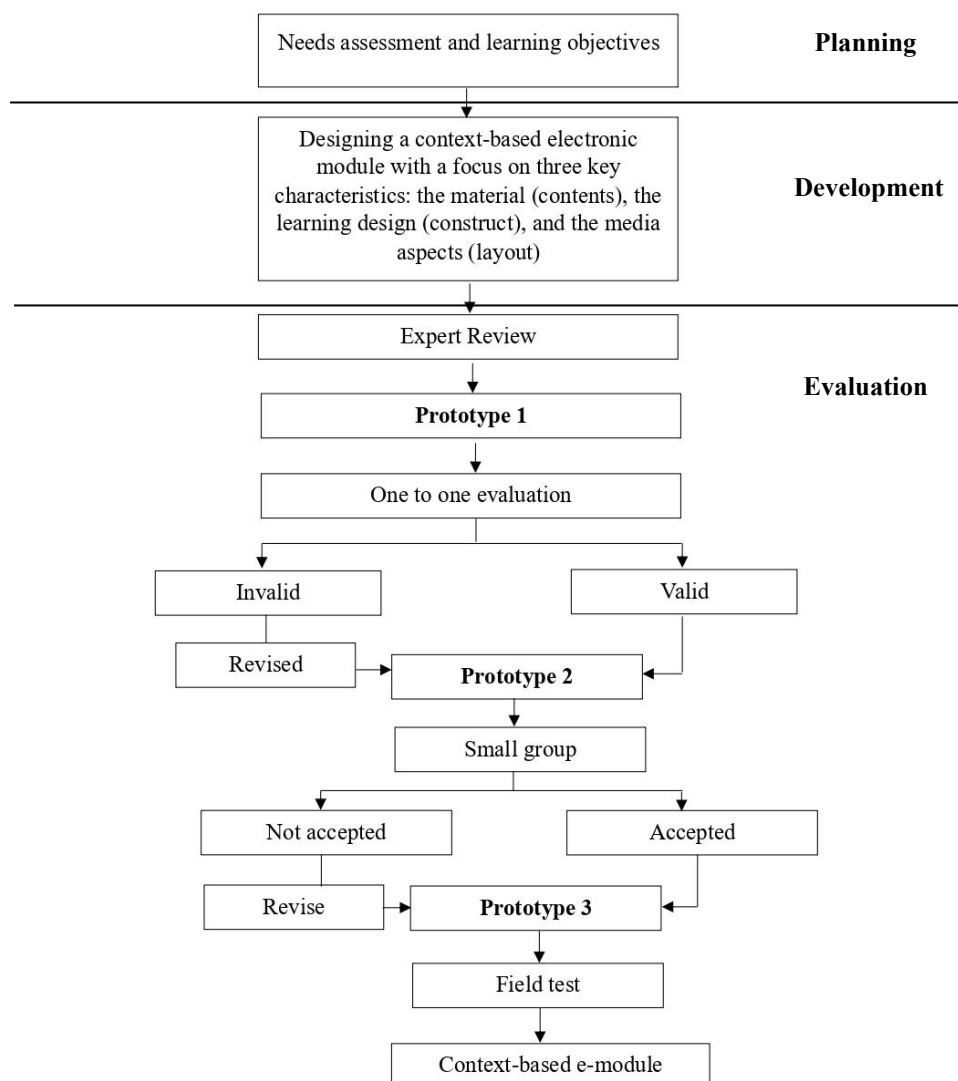 Needs assessment and learning objectives
Planning
Designing a context-based electronic
module with a focus on three key
characteristics: the material (contents), the
learning design (construct), and the media
aspects (layout)
Development
Expert Review
Evaluation
Prototype 1
One to one evaluation
Invalid
Valid
Revised
Prototype 2
Small group
Not accepted
Accepted
Revise
Prototype 3
Field test
Context-based e-module